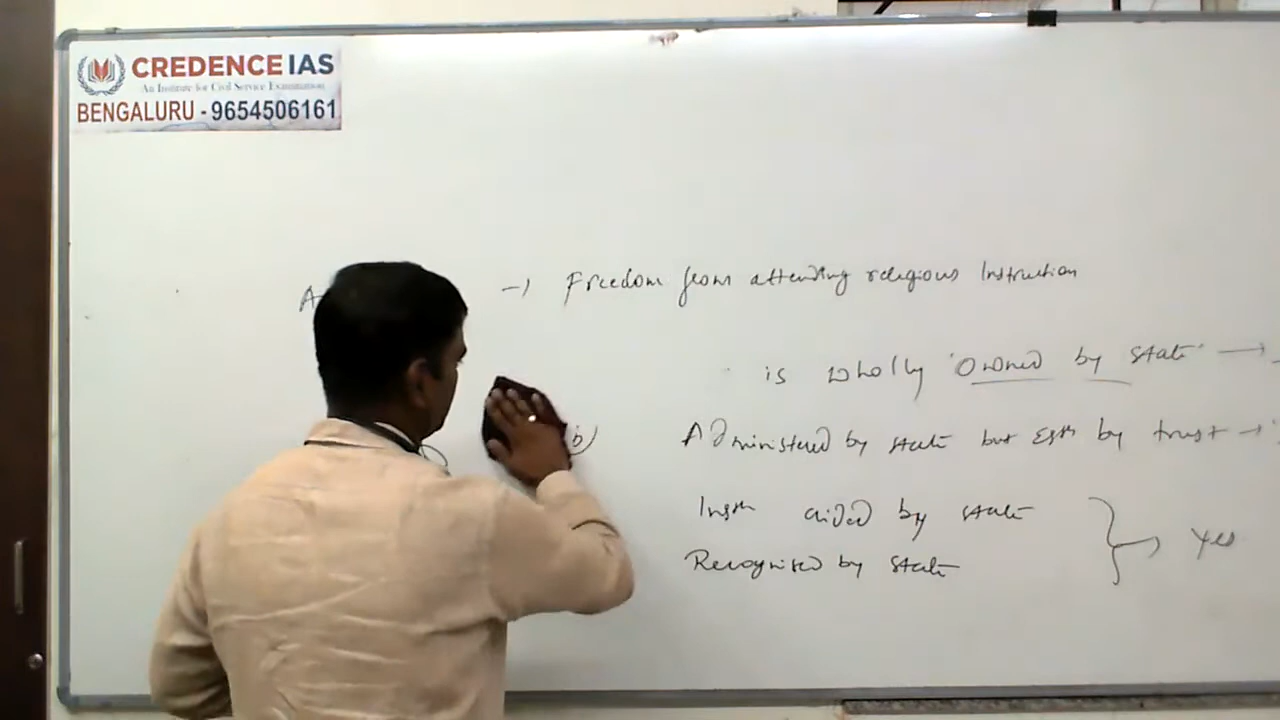 CREDENCE IAS
An Institute for Civil Service Examination
BENGALURU - 9654506161
A
→ Freedom from attending religious Instruction
is wholly 'owned by State' →
b) Administered by State but Estd by trust →
Instn aided by State
Recognised by State
Yes